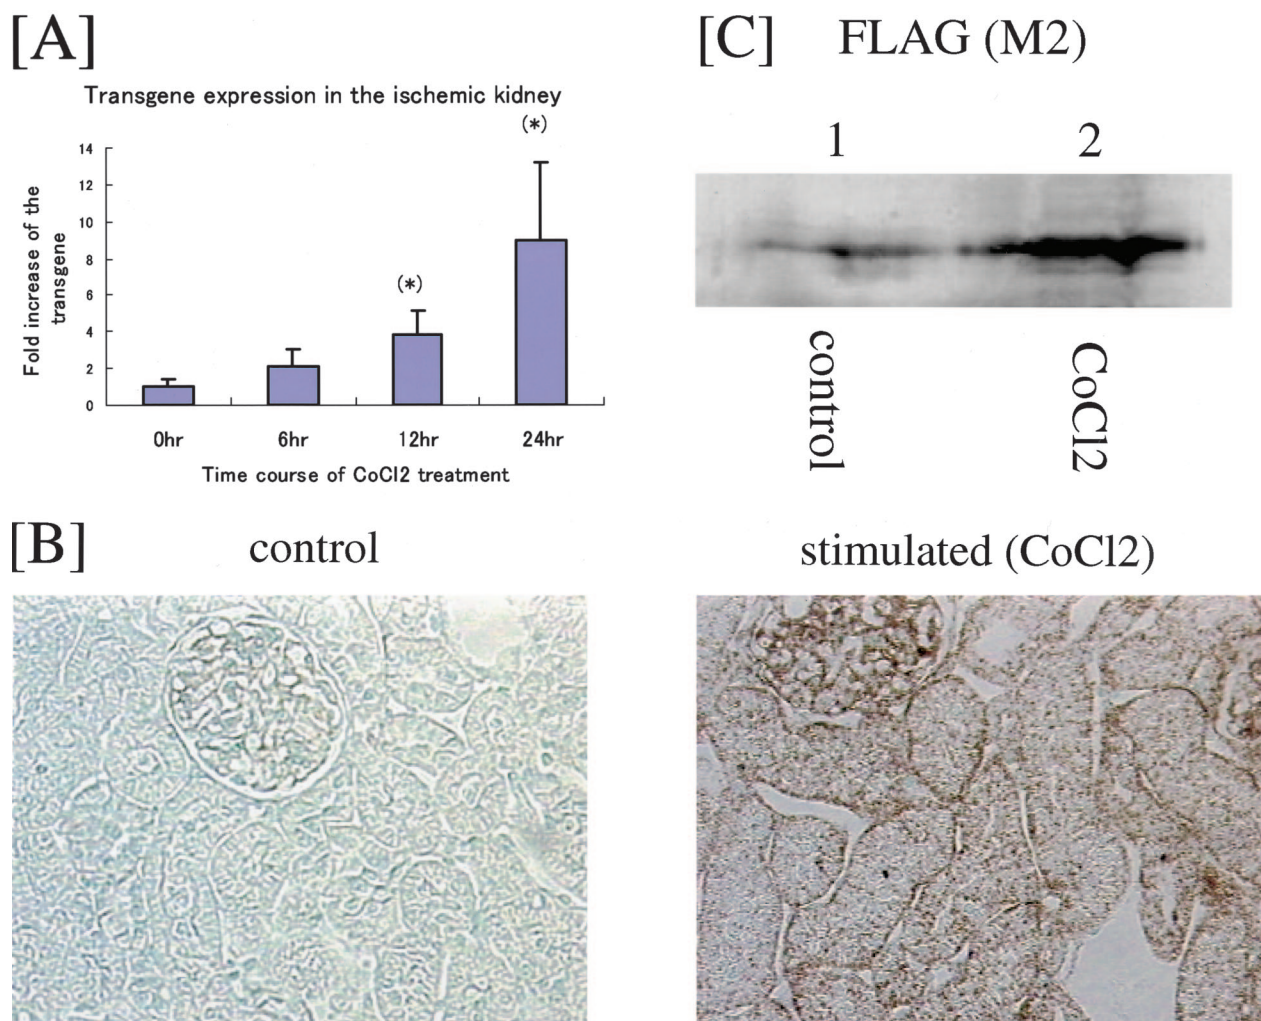 [A]
Transgene expression in the ischemic kidney
(*)
(*)
Fold increase of the
transgene
14
12
10
8
6
4
2
0
0hr 6hr 12hr 24hr
Time course of CoCl2 treatment
[C] FLAG (M2)
1 2
control CoCl2
[B] control stimulated (CoCl2)